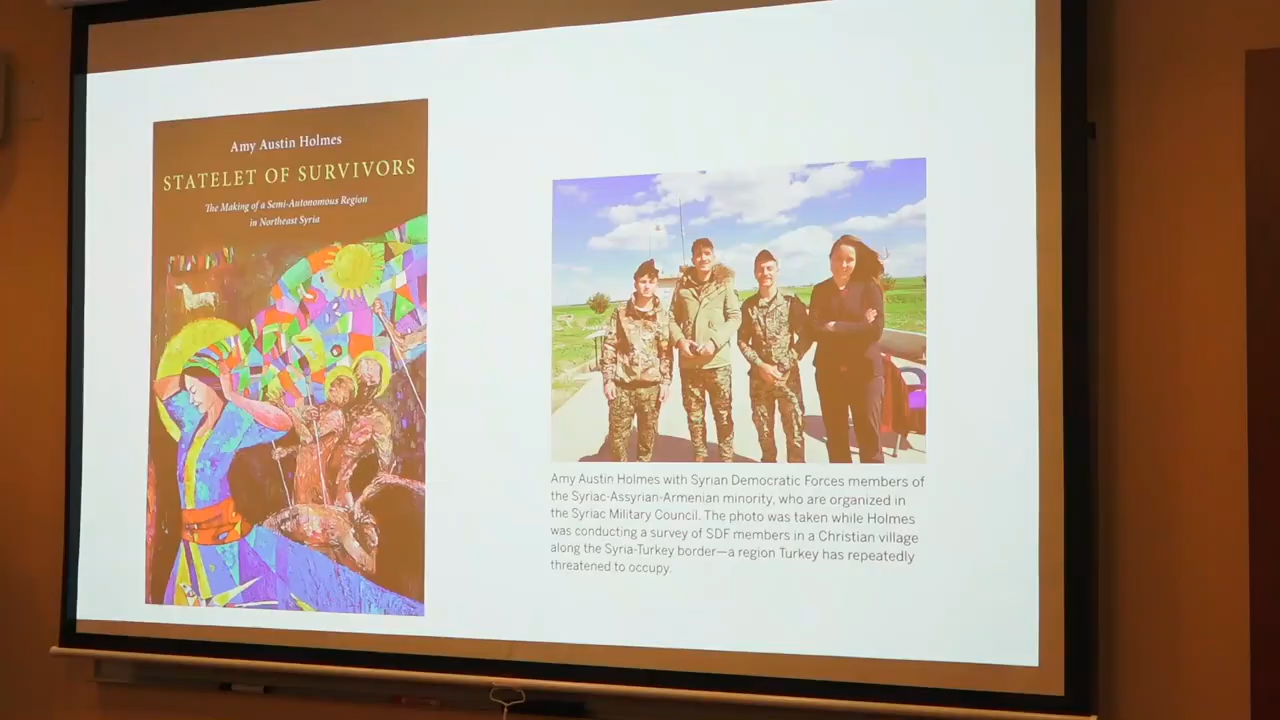 Amy Austin Holmes
STATELET OF SURVIVORS
The Making of a Semi-Autonomous Region
in Northeast Syria
Amy Austin Holmes with Syrian Democratic Forces members of
the Syriac-Assyrian-Armenian minority, who are organized in
the Syriac Military Council. The photo was taken while Holmes
was conducting a survey of SDF members in a Christian village
along the Syria-Turkey border—a region Turkey has repeatedly
threatened to occupy.